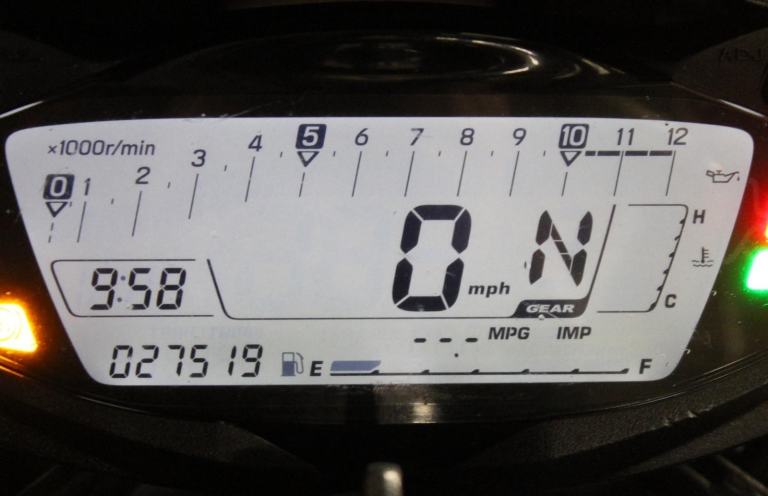 ×1000r/min
0 1 2 3 4 5 6 7 8 9 10 11 12
H
9:58 0 mph N
GEAR
C
- - - MPG IMP
027519 E F